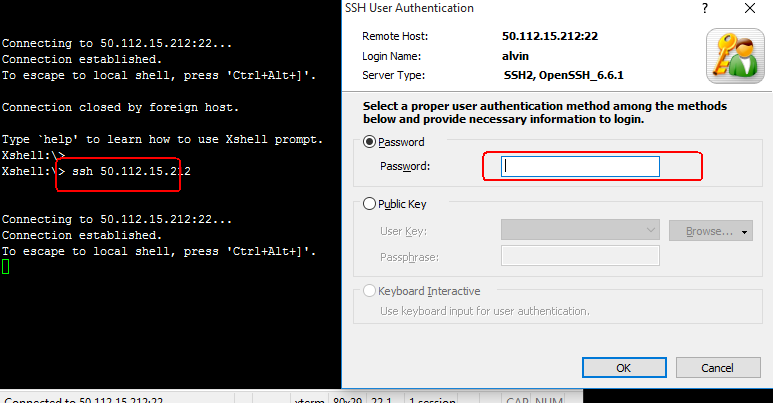 Connecting to 50.112.15.212:22...
Connection established.
To escape to local shell, press 'Ctrl+Alt+]'.
Connection closed by foreign host.
Type `help' to learn how to use Xshell prompt.
Xshell:\>
Xshell:\> ssh 50.112.15.212
Connecting to 50.112.15.212:22...
Connection established.
To escape to local shell, press 'Ctrl+Alt+]'.
SSH User Authentication
?
Remote Host: 50.112.15.212:22
Login Name: alvin
Server Type: SSH2, OpenSSH_6.6.1
Select a proper user authentication method among the methods
below and provide necessary information to login.
Password
Password:
Public Key
User Key:
Browse...
Passphrase:
Keyboard Interactive
Use keyboard input for user authentication.
OK Cancel
Connected to 50.112.15.212:22 xterm 80x29 22,1 1 session CAP NUM